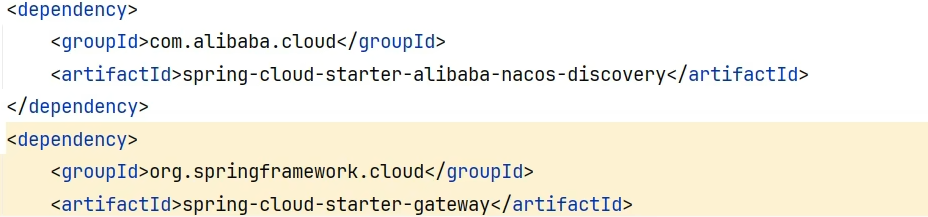 <dependency>
    <groupId>com.alibaba.cloud</groupId>
    <artifactId>spring-cloud-starter-alibaba-nacos-discovery</artifactId>
</dependency>
<dependency>
    <groupId>org.springframework.cloud</groupId>
    <artifactId>spring-cloud-starter-gateway</artifactId>